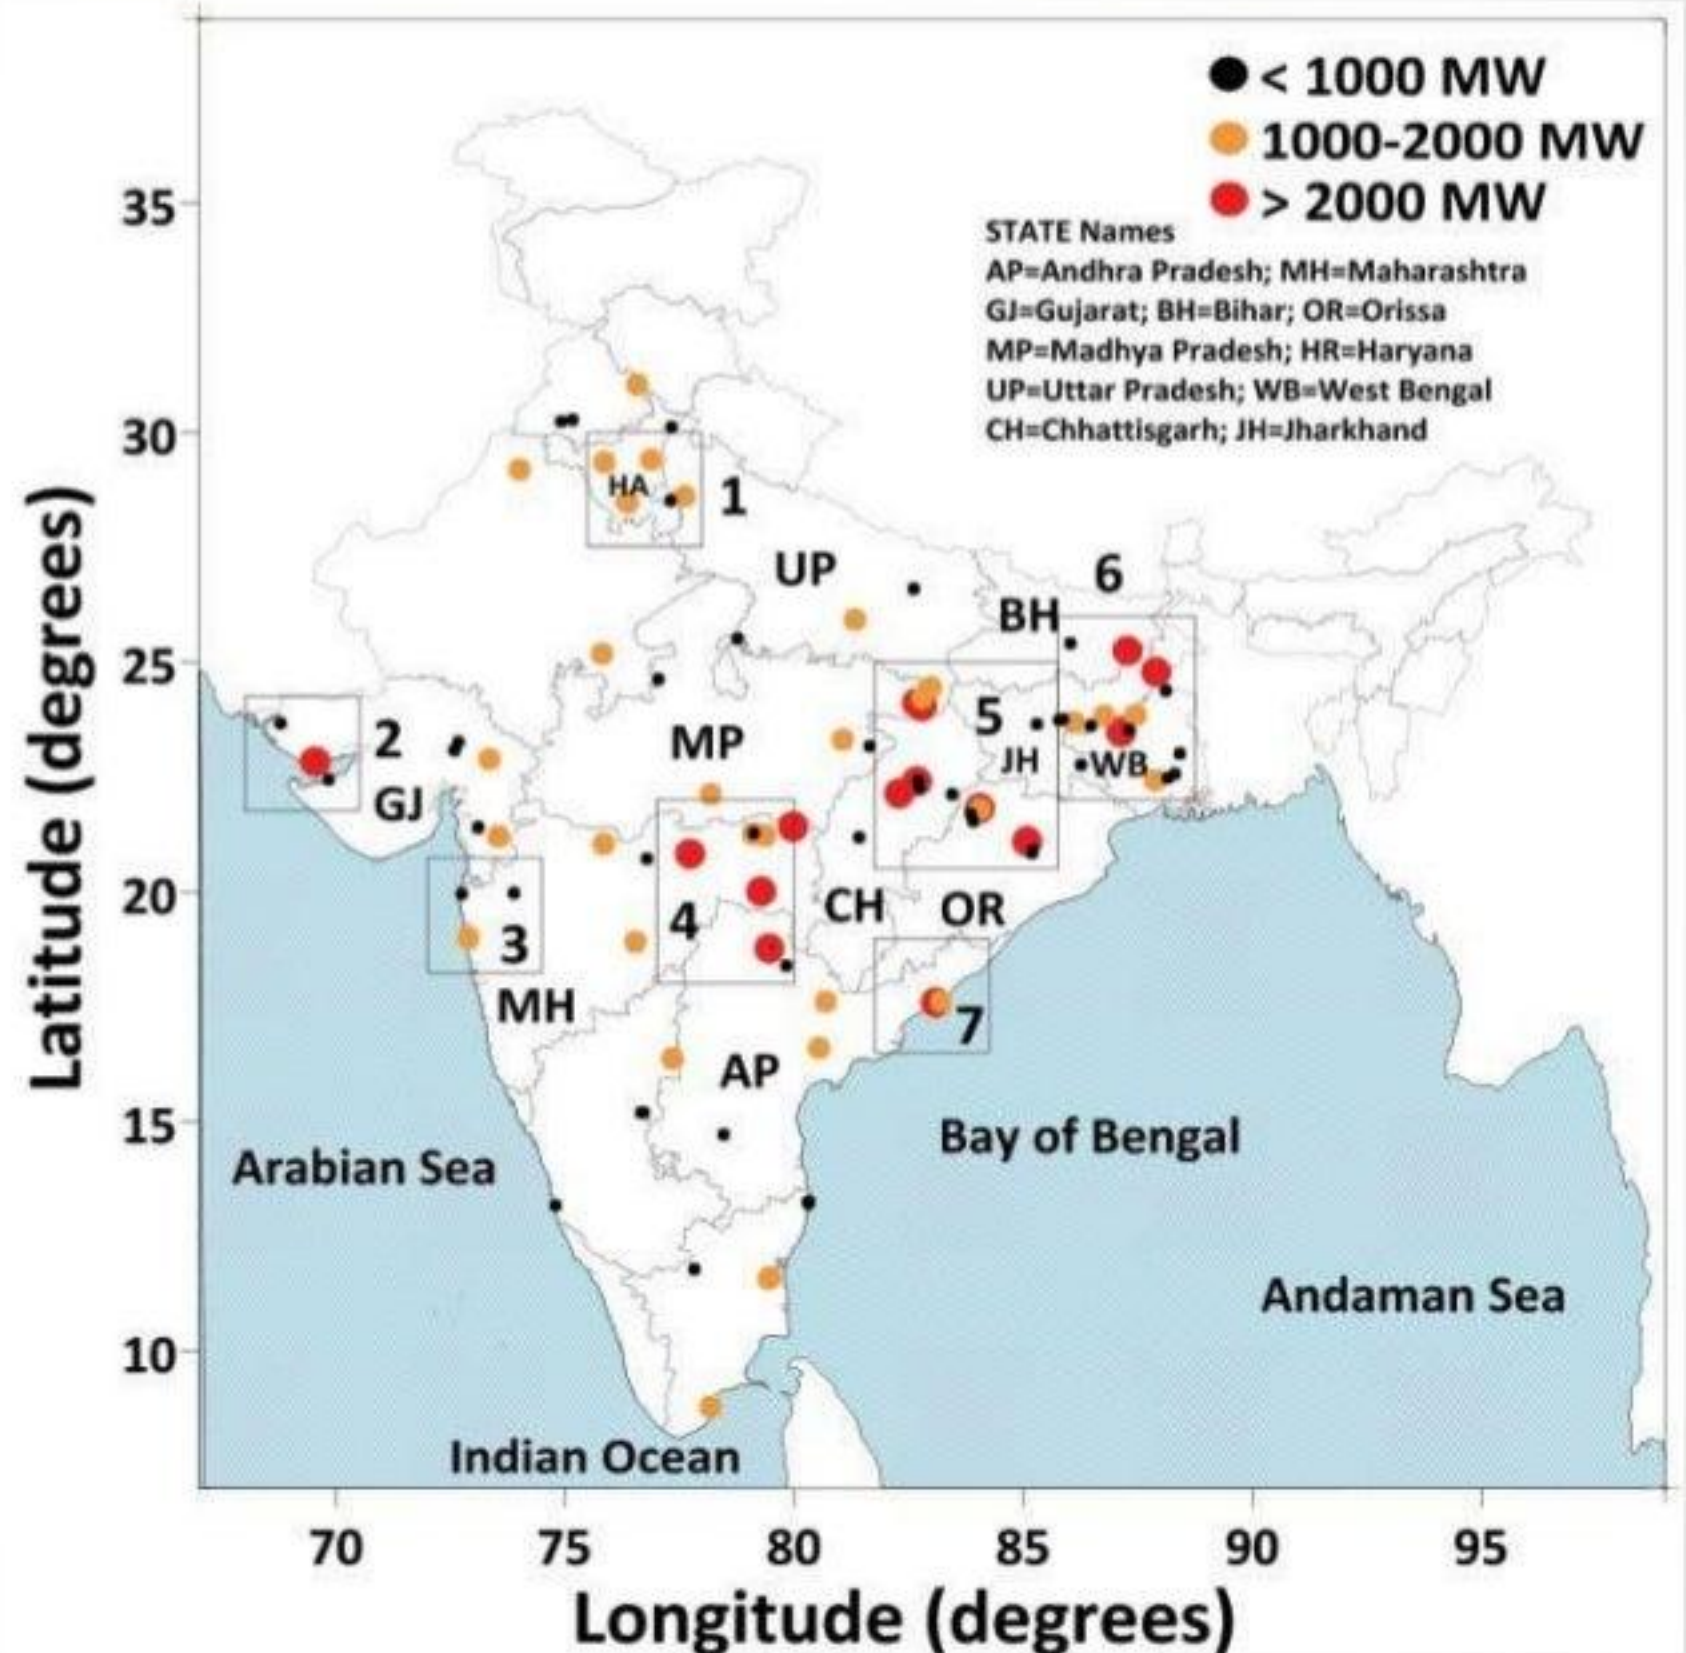 < 1000 MW
1000-2000 MW
> 2000 MW
STATE Names
AP=Andhra Pradesh; MH=Maharashtra
GJ=Gujarat; BH=Bihar; OR=Orissa
MP=Madhya Pradesh; HR=Haryana
UP=Uttar Pradesh; WB=West Bengal
CH=Chhattisgarh; JH=Jharkhand
35
30
25
20
15
10
Latitude (degrees)
HA
1
UP
6
BH
2
GJ
MP
5
JH
WB
4
CH
OR
3
MH
7
AP
Arabian Sea
Bay of Bengal
Andaman Sea
Indian Ocean
70 75 80 85 90 95
Longitude (degrees)